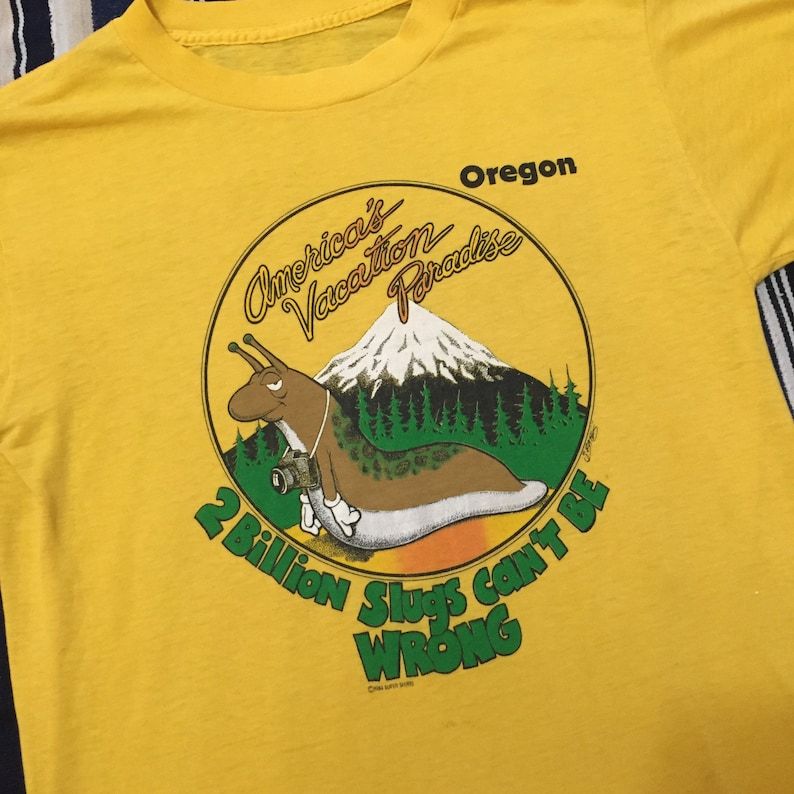 Oregon
America's
Vacation
Paradise
2 Billion Slugs Can't BE
WRONG